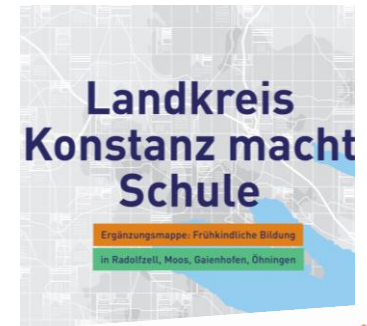 Landkreis
Konstanz macht
Schule
Ergänzungsmappe: Frühkindliche Bildung
in Radolfzell, Moos, Gaienhofen, Öhningen